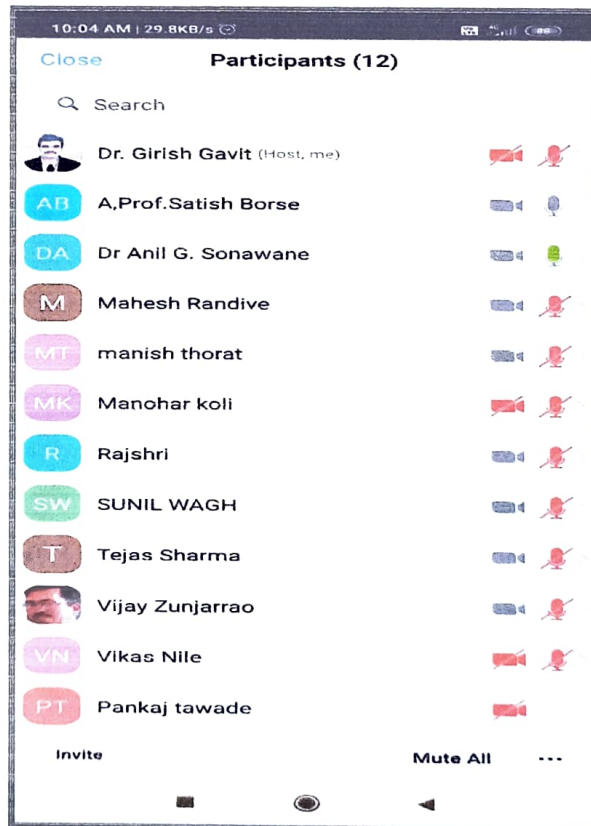 10:04 AM | 29.8KB/s
Close Participants (12)
Search
Dr. Girish Gavit (Host, me)
AB A,Prof.Satish Borse
DA Dr Anil G. Sonawane
M Mahesh Randive
MT manish thorat
MK Manohar koli
R Rajshri
SW SUNIL WAGH
T Tejas Sharma
Vijay Zunjarrao
VN Vikas Nile
PT Pankaj tawade
Invite Mute All ...